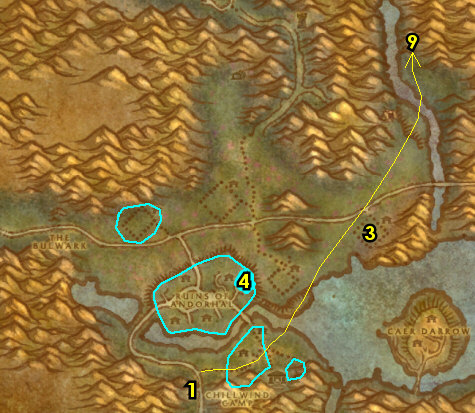 9
THE
BULWARK
3
4
RUINS OF
ANDORHAL
CAER DARROW
1
CHILLWIND
CAMP